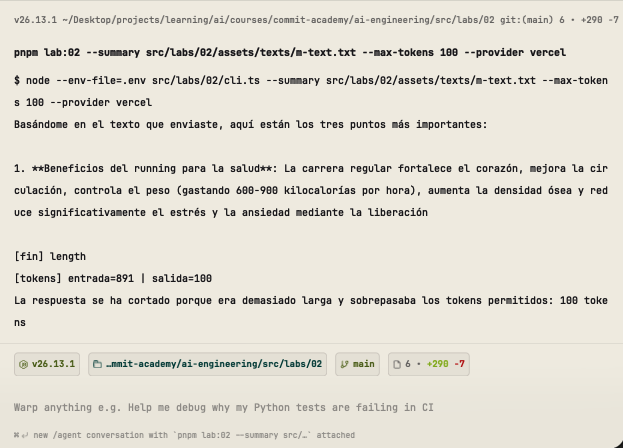 v26.13.1 ~/Desktop/projects/learning/ai/courses/commit-academy/ai-engineering/src/labs/02 git:(main) 6 • +290 -7
pnpm lab:02 --summary src/labs/02/assets/texts/m-text.txt --max-tokens 100 --provider vercel
$ node --env-file=.env src/labs/02/cli.ts --summary src/labs/02/assets/texts/m-text.txt --max-token
s 100 --provider vercel
Basándome en el texto que enviaste, aquí están los tres puntos más importantes:
1. **Beneficios del running para la salud**: La carrera regular fortalece el corazón, mejora la cir
culación, controla el peso (gastando 600-900 kilocalorías por hora), aumenta la densidad ósea y red
uce significativamente el estrés y la ansiedad mediante la liberación
[fin] length
[tokens] entrada=891 | salida=100
La respuesta se ha cortado porque era demasiado larga y sobrepasaba los tokens permitidos: 100 toke
ns
v26.13.1 …mmit-academy/ai-engineering/src/labs/02 main 6 • +290 -7
Warp anything e.g. Help me debug why my Python tests are failing in CI
⌘⏎ new /agent conversation with `pnpm lab:02 --summary src/…` attached